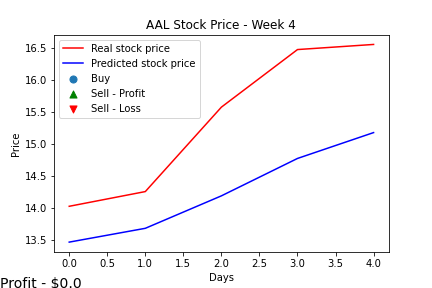 AAL Stock Price - Week 4
Real stock price
Predicted stock price
Buy
Sell - Profit
Sell - Loss
Price
16.5
16.0
15.5
15.0
14.5
14.0
13.5
0.0 0.5 1.0 1.5 2.0 2.5 3.0 3.5 4.0
Days
Profit - $0.0